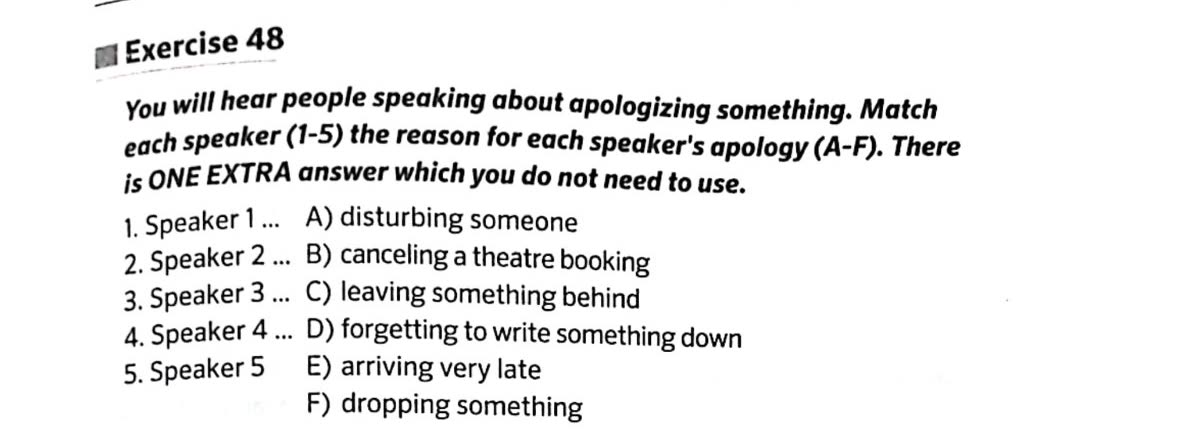 Exercise 48
You will hear people speaking about apologizing something. Match
each speaker (1-5) the reason for each speaker's apology (A-F). There
is ONE EXTRA answer which you do not need to use.
1. Speaker 1 ... A) disturbing someone
2. Speaker 2 ... B) canceling a theatre booking
3. Speaker 3 ... C) leaving something behind
4. Speaker 4 ... D) forgetting to write something down
5. Speaker 5 E) arriving very late
F) dropping something